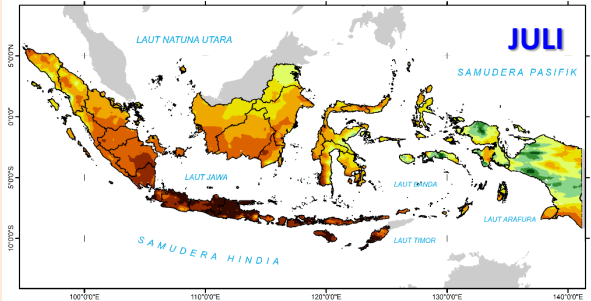 JULI
LAUT NATUNA UTARA
SAMUDERA PASIFIK
5°0'0"N
0°0'0"
5°0'0"S
10°0'0"S
LAUT JAWA
LAUT BANDA
LAUT ARAFURA
LAUT TIMOR
SAMUDERA HINDIA
100°0'0"E
110°0'0"E
120°0'0"E
130°0'0"E
140°0'0"E